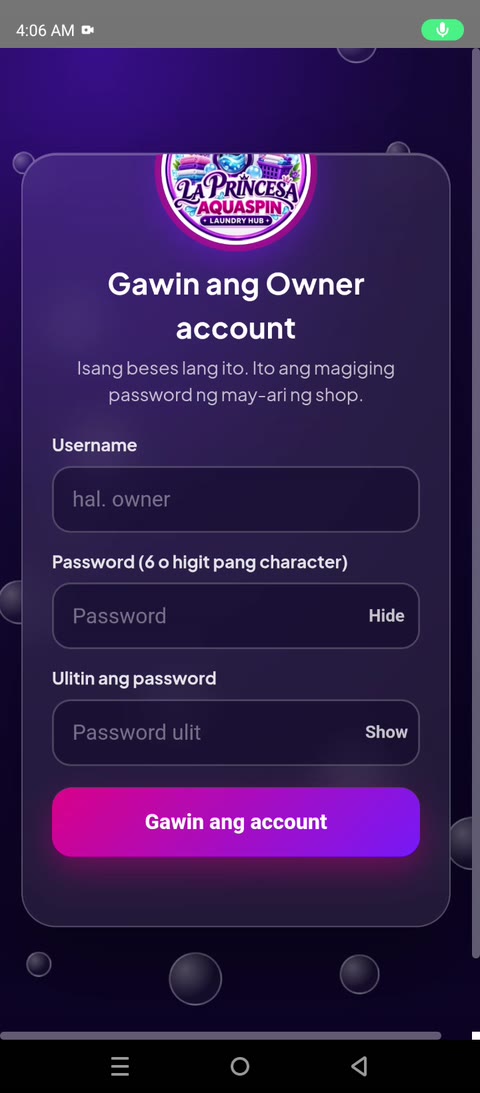 4:06 AM
LA PRINCESA
AQUASPIN
LAUNDRY HUB
Gawin ang Owner
account
Isang beses lang ito. Ito ang magiging
password ng may-ari ng shop.
Username
hal. owner
Password (6 o higit pang character)
Password
Hide
Ulitin ang password
Password ulit
Show
Gawin ang account